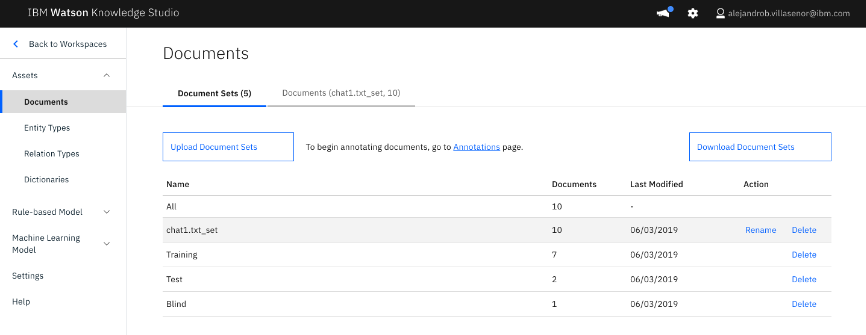 IBM Watson Knowledge Studio
alejandrob.villasenor@ibm.com
Back to Workspaces
Assets
Documents
Entity Types
Relation Types
Dictionaries
Rule-based Model
Machine Learning
Model
Settings
Help
Documents
Document Sets (5)
Documents (chat1.txt_set, 10)
Upload Document Sets
To begin annotating documents, go to Annotations page.
Download Document Sets
Name Documents Last Modified Action
All 10 -
chat1.txt_set 10 06/03/2019 Rename Delete
Training 7 06/03/2019 Delete
Test 2 06/03/2019 Delete
Blind 1 06/03/2019 Delete